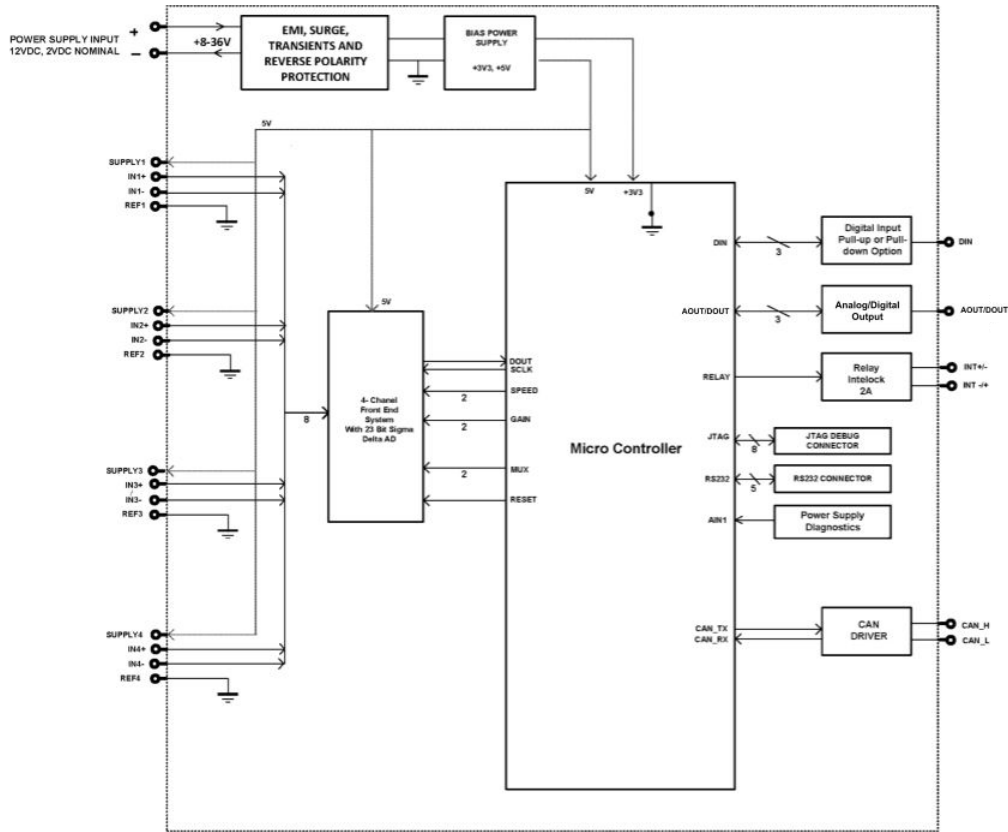 POWER SUPPLY INPUT
12VDC, 2VDC NOMINAL
+
–
+8-36V
EMI, SURGE,
TRANSIENTS AND
REVERSE POLARITY
PROTECTION
BIAS POWER
SUPPLY
+3V3, +5V
5V
SUPPLY1
IN1+
IN1-
REF1
SUPPLY2
IN2+
IN2-
REF2
SUPPLY3
IN3+
IN3-
REF3
SUPPLY4
IN4+
IN4-
REF4
8
5V
4- Chanel
Front End
System
With 23 Bit Sigma
Delta AD
2
2
2
5V
+3V3
DOUT
SCLK
SPEED
GAIN
MUX
RESET
Micro Controller
DIN
AOUT/DOUT
RELAY
JTAG
RS232
AIN1
CAN_TX
CAN_RX
3
3
8
5
Digital Input
Pull-up or Pull-
down Option
DIN
Analog/Digital
Output
AOUT/DOUT
Relay
Intelock
2A
INT+/-
INT -/+
JTAG DEBUG
CONNECTOR
RS232 CONNECTOR
Power Supply
Diagnostics
CAN
DRIVER
CAN_H
CAN_L